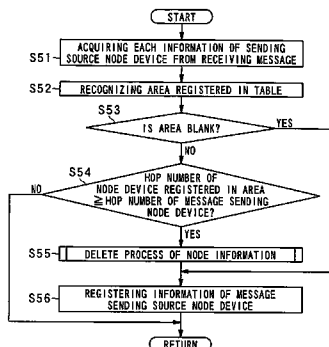 START
S51
ACQUIRING EACH INFORMATION OF SENDING
SOURCE NODE DEVICE FROM RECEIVING MESSAGE
S52
RECOGNIZING AREA REGISTERED IN TABLE
S53
IS AREA BLANK?
YES
NO
S54
HOP NUMBER OF
NODE DEVICE REGISTERED IN AREA
≧HOP NUMBER OF MESSAGE SENDING
NODE DEVICE?
NO
YES
S55
DELETE PROCESS OF NODE INFORMATION
S56
REGISTERING INFORMATION OF MESSAGE
SENDING SOURCE NODE DEVICE
RETURN